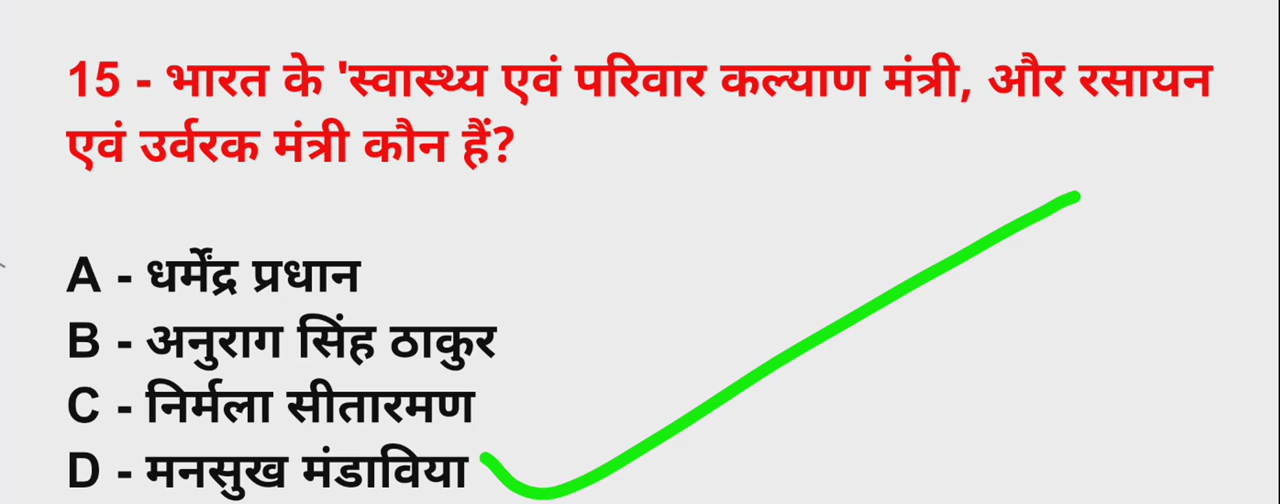 15 - भारत के 'स्वास्थ्य एवं परिवार कल्याण मंत्री, और रसायन
एवं उर्वरक मंत्री कौन हैं?
A - धर्मेंद्र प्रधान
B - अनुराग सिंह ठाकुर
C - निर्मला सीतारमण
D - मनसुख मंडाविया